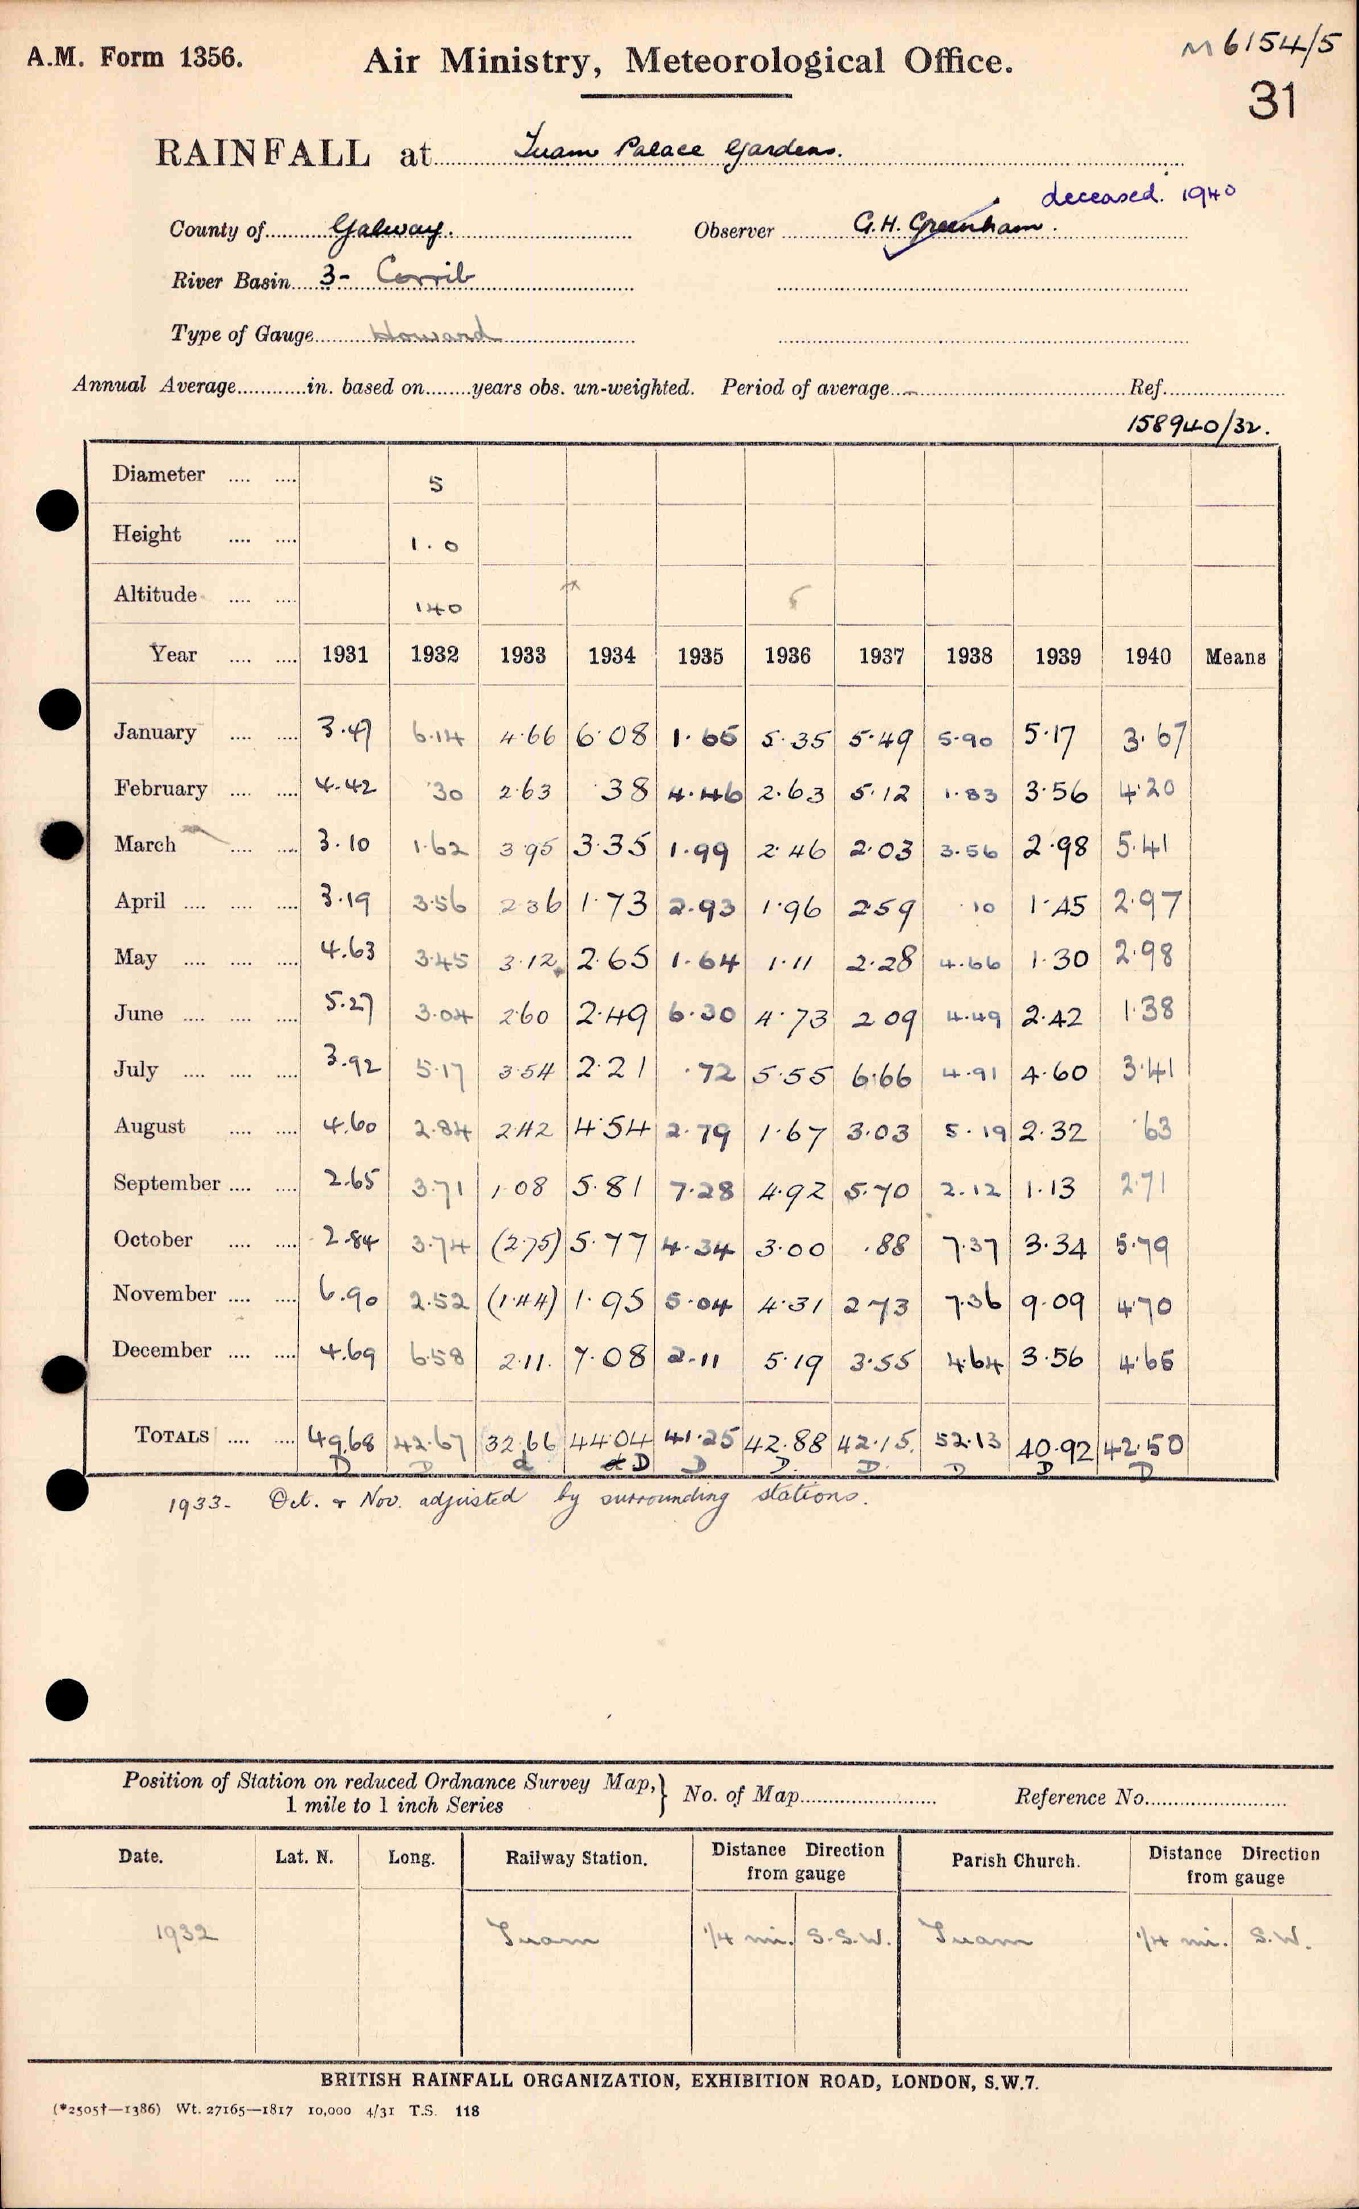 A.M. Form 1356. Air Ministry, Meteorological Office. M6154/5
31
RAINFALL at Tuam Palace Gardens.
deceased. 1940
County of Galway. Observer G.H. Greenham.
River Basin 3- Corrib
Type of Gauge Howard
Annual Average............in. based on........years obs. un-weighted. Period of average.... Ref.
158940/32.
Diameter .... .... 5
Height .... .... 1.0
Altitude .... .... 140
Year .... .... 1931 1932 1933 1934 1935 1936 1937 1938 1939 1940 Means
January .... .... 3.47 6.14 4.66 6.08 1.65 5.35 5.49 5.90 5.17 3.67
February .... .... 4.42 .30 2.63 .38 4.46 2.63 5.12 1.83 3.56 4.20
March .... .... 3.10 1.62 3.95 3.35 1.99 2.46 2.03 3.56 2.98 5.41
April .... .... .... 3.19 3.56 2.36 1.73 2.93 1.96 2.59 .10 1.45 2.97
May .... .... .... 4.63 3.45 3.12 2.65 1.64 1.11 2.28 4.66 1.30 2.98
June .... .... .... 5.27 3.04 2.60 2.49 6.30 4.73 2.09 4.49 2.42 1.38
July .... .... .... 3.92 5.17 3.54 2.21 .72 5.55 6.66 4.91 4.60 3.41
August .... .... 4.60 2.84 2.42 4.54 2.79 1.67 3.03 5.19 2.32 .63
September .... .... 2.65 3.71 1.08 5.81 7.28 4.92 5.70 2.12 1.13 2.71
October .... .... 2.84 3.74 (2.75) 5.77 4.34 3.00 .88 7.37 3.34 5.79
November .... .... 6.90 2.52 (1.44) 1.95 5.04 4.31 2.73 7.36 9.09 4.70
December .... .... 4.69 6.58 2.11. 7.08 2.11 5.19 3.55 4.64 3.56 4.65
TOTALS .... .... 49.68 42.67 32.66 44.04 41.25 42.88 42.15. 52.13 40.92 42.50
D D d d D D D. D. D D D
1933- Oct. & Nov. adjusted by surrounding stations.
Position of Station on reduced Ordnance Survey Map,} No. of Map........................ Reference No.........................
1 mile to 1 inch Series
Date. Lat. N. Long. Railway Station. Distance Direction from gauge Parish Church. Distance Direction from gauge
1932 Tuam 1/4 mi. S.S.W. Tuam 1/4 mi. S.W.
BRITISH RAINFALL ORGANIZATION, EXHIBITION ROAD, LONDON, S.W.7.
(*2505†—1386) Wt. 27165—1817 10,000 4/31 T.S. 118